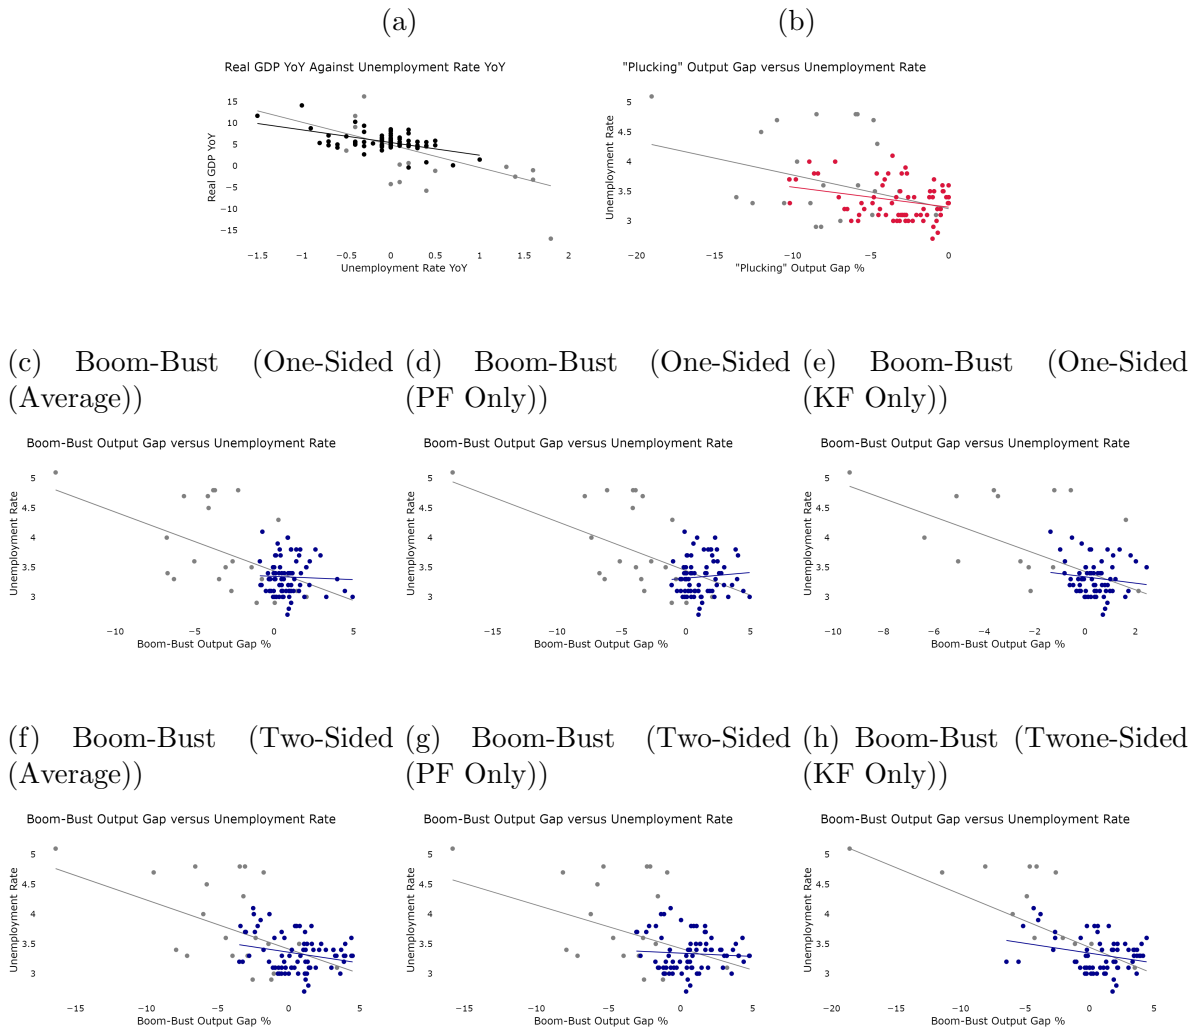 (a)
(b)
Real GDP YoY Against Unemployment Rate YoY
Real GDP YoY
15
10
5
0
−5
−10
−15
−1.5
−1
−0.5
0
0.5
1
1.5
2
Unemployment Rate YoY
"Plucking" Output Gap versus Unemployment Rate
Unemployment Rate
5
4.5
4
3.5
3
−20
−15
−10
−5
0
"Plucking" Output Gap %
(c) Boom-Bust (One-Sided
(Average))
(d) Boom-Bust (One-Sided
(PF Only))
(e) Boom-Bust (One-Sided
(KF Only))
Boom-Bust Output Gap versus Unemployment Rate
Unemployment Rate
5
4.5
4
3.5
3
−10
−5
0
5
Boom-Bust Output Gap %
Boom-Bust Output Gap versus Unemployment Rate
Unemployment Rate
5
4.5
4
3.5
3
−15
−10
−5
0
5
Boom-Bust Output Gap %
Boom-Bust Output Gap versus Unemployment Rate
Unemployment Rate
5
4.5
4
3.5
3
−8
−6
−4
−2
0
2
Boom-Bust Output Gap %
(f) Boom-Bust (Two-Sided
(Average))
(g) Boom-Bust (Two-Sided
(PF Only))
(h) Boom-Bust (Twone-Sided
(KF Only))
Boom-Bust Output Gap versus Unemployment Rate
Unemployment Rate
5
4.5
4
3.5
3
−15
−10
−5
0
Boom-Bust Output Gap %
Boom-Bust Output Gap versus Unemployment Rate
Unemployment Rate
5
4.5
4
3.5
3
−15
−10
−5
0
5
Boom-Bust Output Gap %
Boom-Bust Output Gap versus Unemployment Rate
Unemployment Rate
5
4.5
4
3.5
3
−15
−10
−5
0
5
Boom-Bust Output Gap %